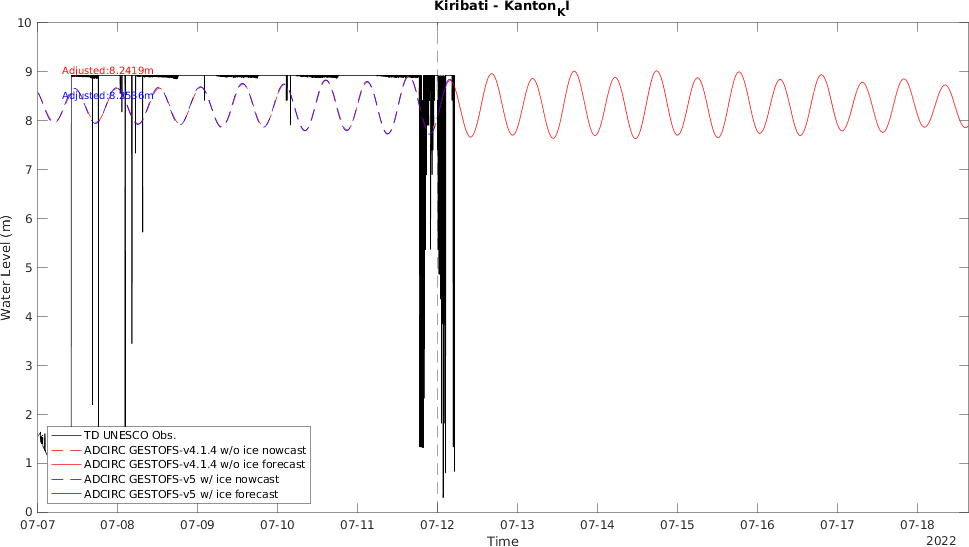 Kiribati - KantonKI
10
9
8
7
6
5
4
3
2
1
0
Water Level (m)
Adjusted:8.2419m
Adjusted:8.2536m
TD UNESCO Obs.
ADCIRC GESTOFS-v4.1.4 w/o ice nowcast
ADCIRC GESTOFS-v4.1.4 w/o ice forecast
ADCIRC GESTOFS-v5 w/ ice nowcast
ADCIRC GESTOFS-v5 w/ ice forecast
07-07 07-08 07-09 07-10 07-11 07-12 07-13 07-14 07-15 07-16 07-17 07-18
Time
2022